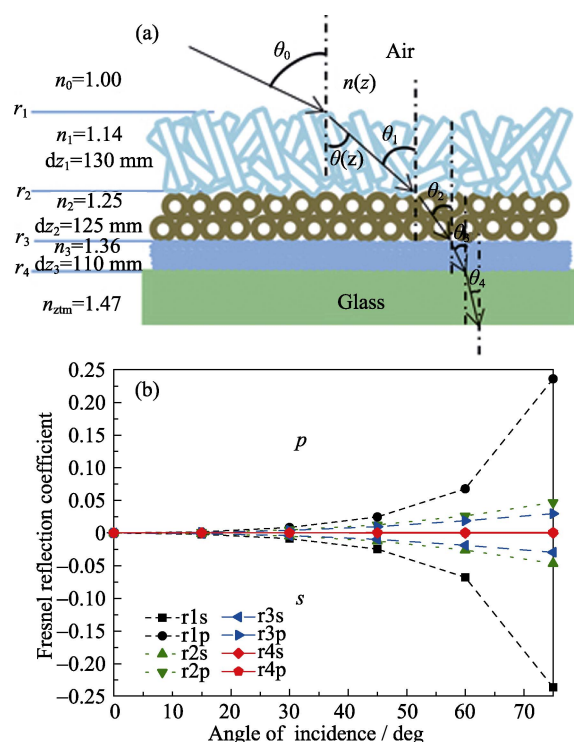 (a)
θ₀
Air
n₀=1.00
n(z)
r₁
n₁=1.14
dz₁=130 mm
θ(z)
θ₁
r₂
n₂=1.25
dz₂=125 mm
θ₂
r₃
n₃=1.36
dz₃=110 mm
θ₃
r₄
θ₄
n_ztm=1.47
Glass
(b)
0.25
0.20
0.15
0.10
0.05
0
−0.05
−0.10
−0.15
−0.20
−0.25
Fresnel reflection coefficient
p
s
r1s
r1p
r2s
r2p
r3s
r3p
r4s
r4p
0 10 20 30 40 50 60 70
Angle of incidence / deg